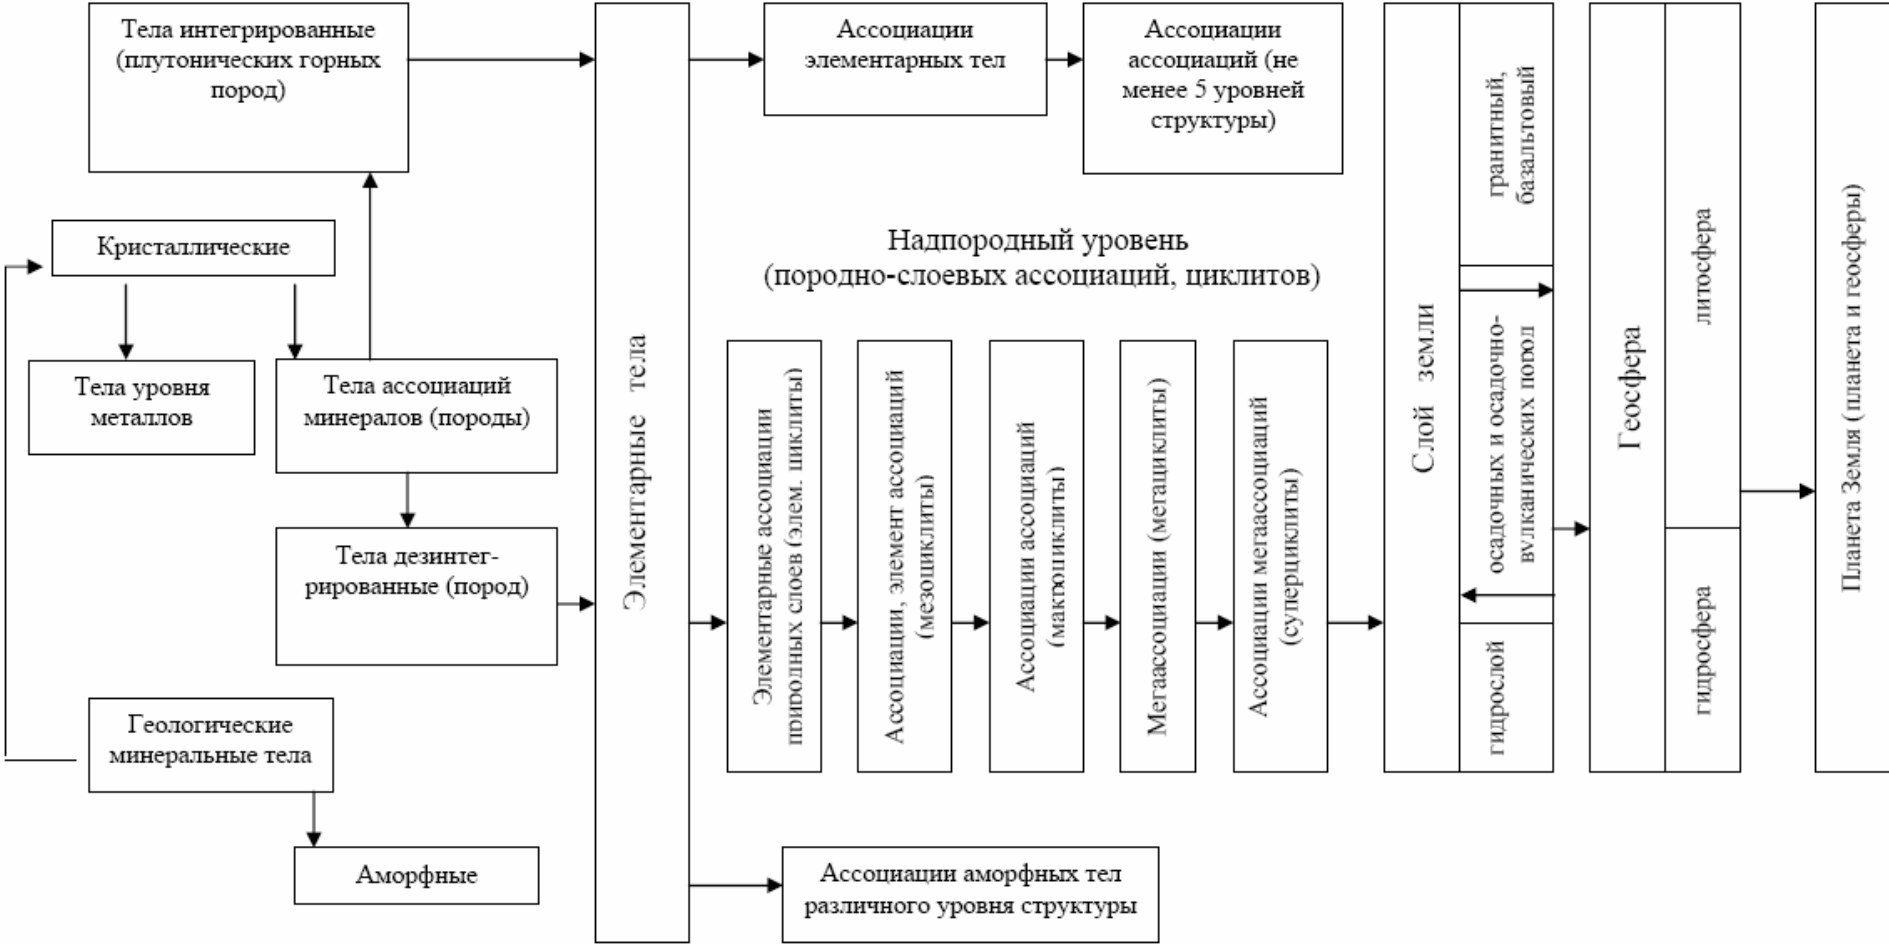 Тела интегрированные
(плутонических горных
пород)
Кристаллические
Тела уровня
металлов
Тела ассоциаций
минералов (породы)
Тела дезинтег-
рированные (пород)
Геологические
минеральные тела
Аморфные
Элементарные тела
Ассоциации
элементарных тел
Ассоциации
ассоциаций (не
менее 5 уровней
структуры)
Надпородный уровень
(породно-слоевых ассоциаций, циклитов)
Элементарные ассоциации
природных слоев (элем. циклиты)
Ассоциации, элемент ассоциаций
(мезоциклиты)
Ассоциации ассоциаций
(макроциклиты)
Мегаассоциации (мегациклиты)
Ассоциации мегаассоциаций
(суперциклиты)
Ассоциации аморфных тел
различного уровня структуры
Слой земли
гранитный,
базальтовый
осадочных и осадочно-
вулканических пород
гидрослой
Геосфера
литосфера
гидросфера
Планета Земля (планета и геосферы)